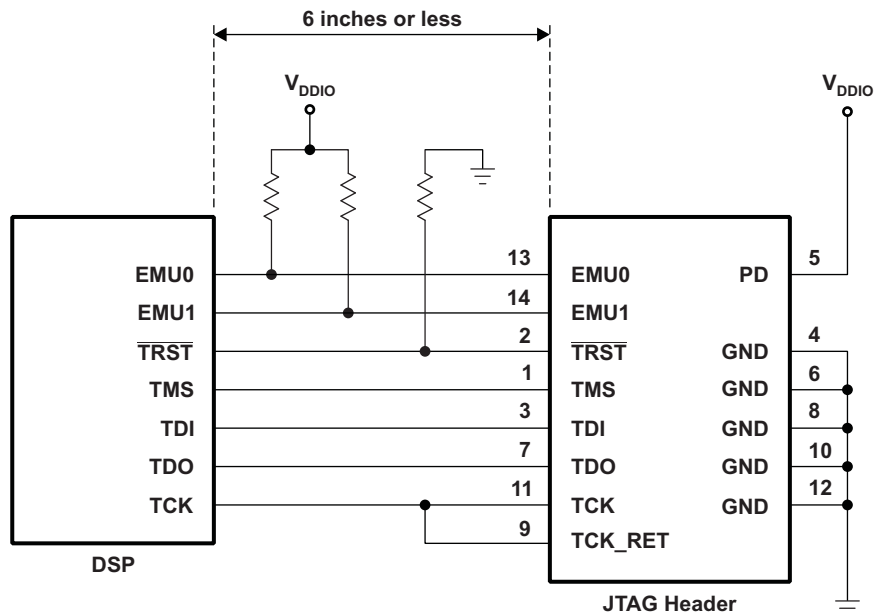 6 inches or less
VDDIO
VDDIO
EMU0
13
EMU0
PD
5
EMU1
14
EMU1
TRST
2
TRST
GND
4
TMS
1
TMS
GND
6
TDI
3
TDI
GND
8
TDO
7
TDO
GND
10
TCK
11
TCK
GND
12
9
TCK_RET
DSP
JTAG Header